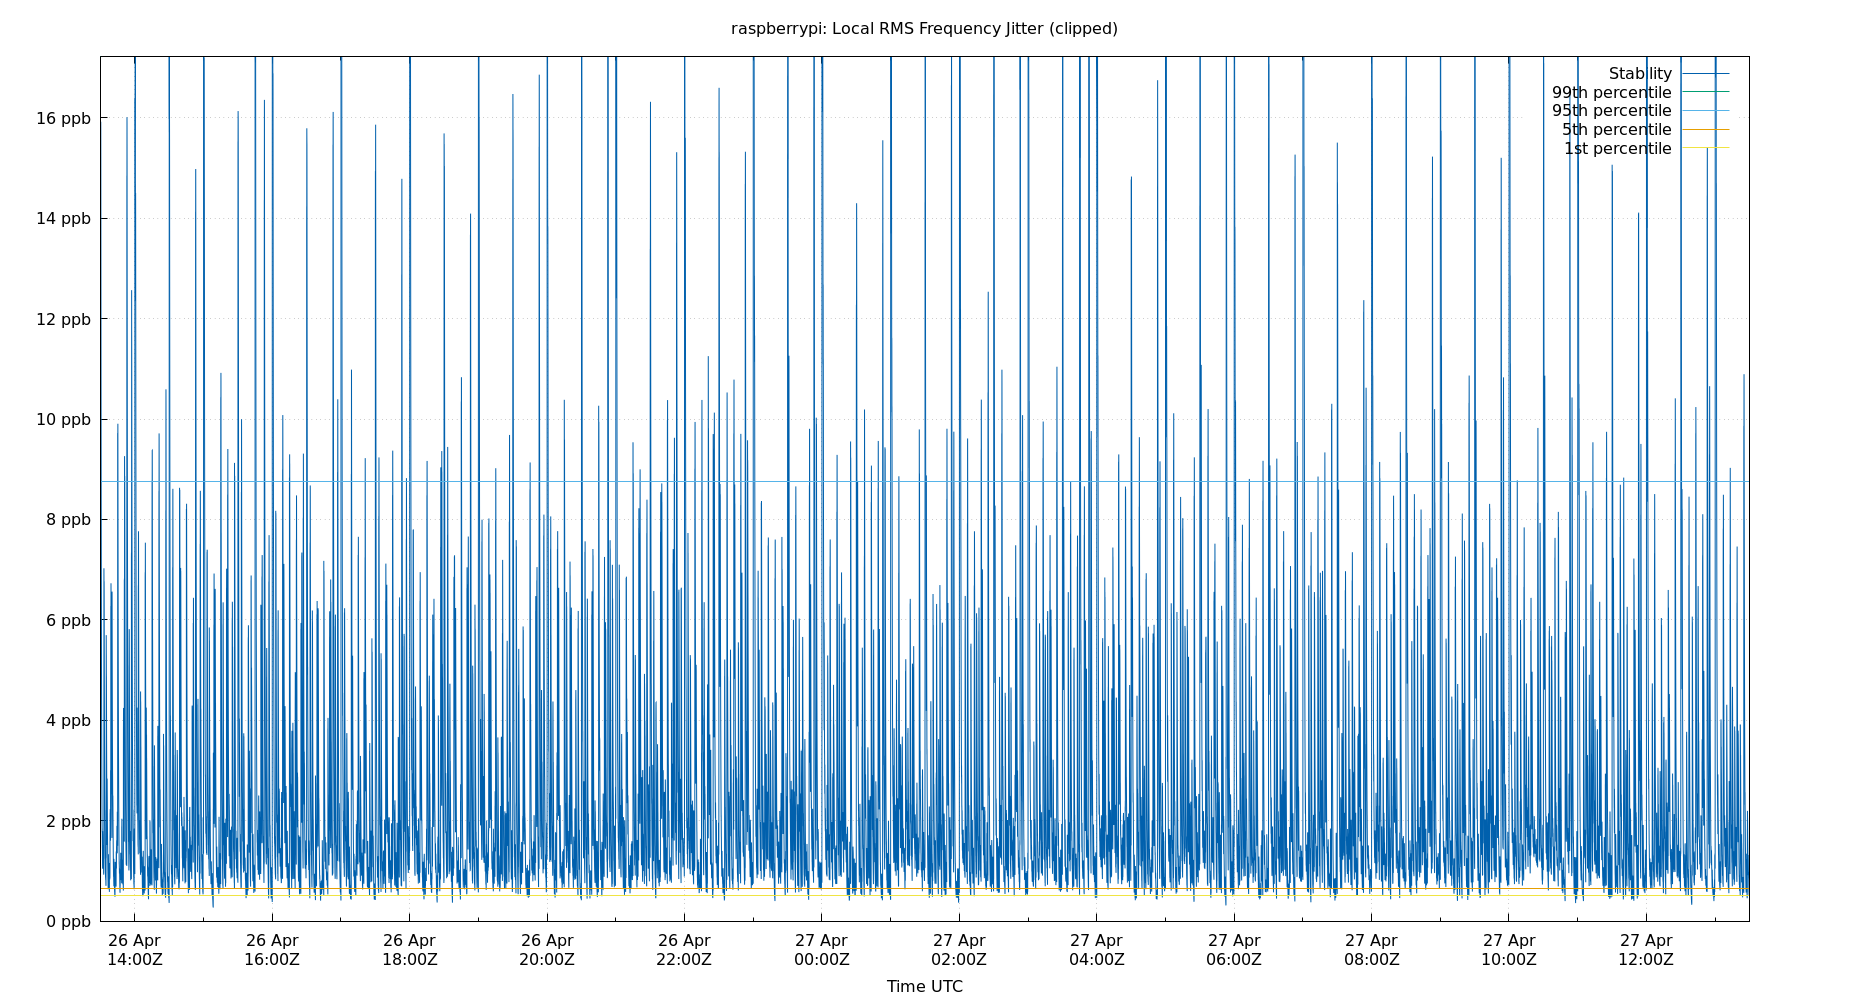 raspberrypi: Local RMS Frequency Jitter (clipped)
Stability
99th percentile
95th percentile
5th percentile
1st percentile
16 ppb
14 ppb
12 ppb
10 ppb
8 ppb
6 ppb
4 ppb
2 ppb
0 ppb
26 Apr 26 Apr 26 Apr 26 Apr 26 Apr 27 Apr 27 Apr 27 Apr 27 Apr 27 Apr 27 Apr 27 Apr
14:00Z 16:00Z 18:00Z 20:00Z 22:00Z 00:00Z 02:00Z 04:00Z 06:00Z 08:00Z 10:00Z 12:00Z
Time UTC